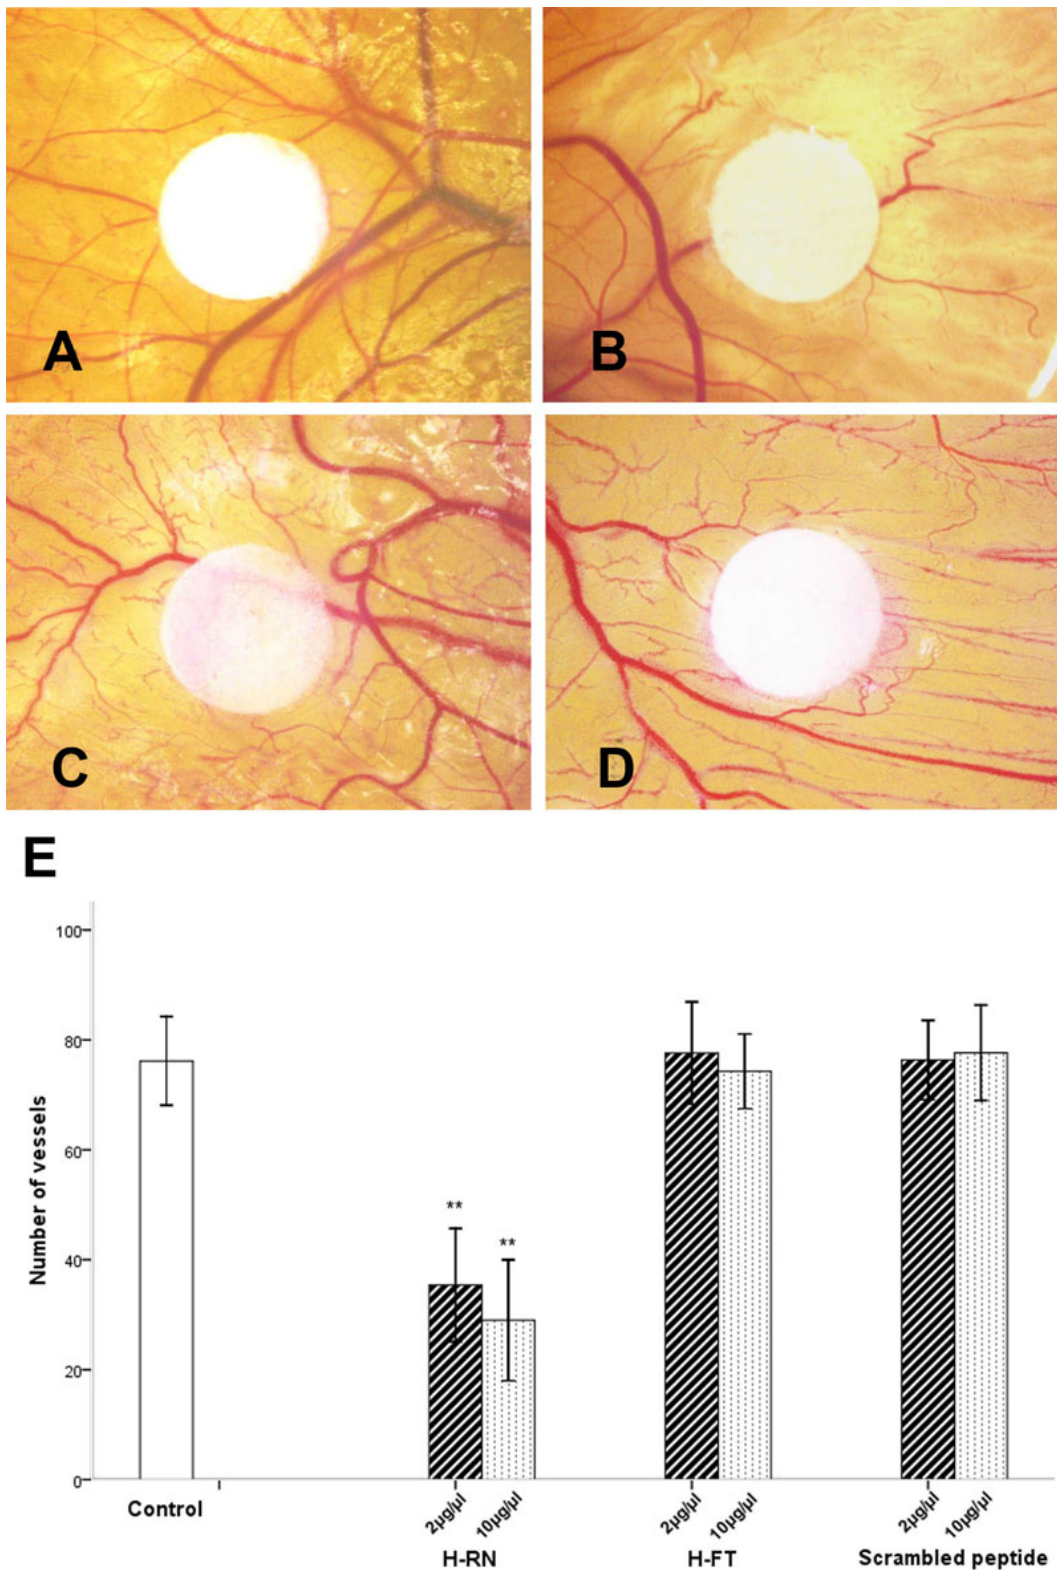 A
B
C
D
E
100
80
60
40
20
0
Number of vessels
**
**
Control
2µg/µl
10µg/µl
2µg/µl
10µg/µl
2µg/µl
10µg/µl
H-RN
H-FT
Scrambled peptide